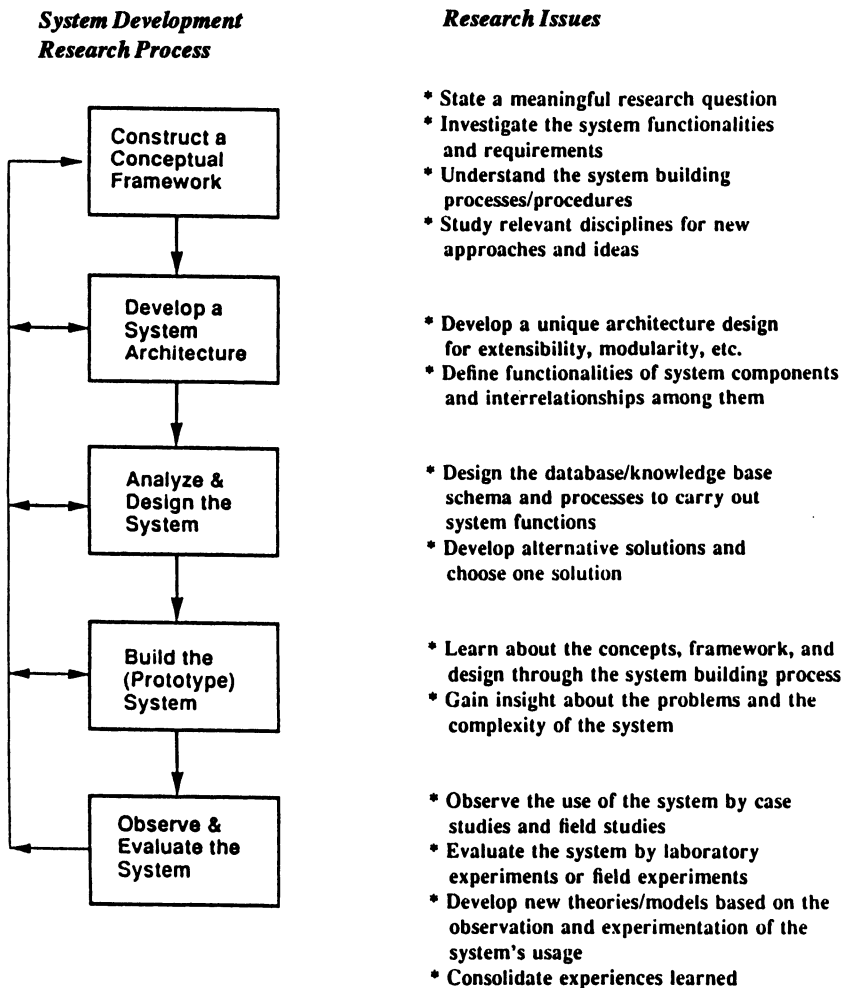 System Development
Research Process
Research Issues
Construct a
Conceptual
Framework
* State a meaningful research question
* Investigate the system functionalities
and requirements
* Understand the system building
processes/procedures
* Study relevant disciplines for new
approaches and ideas
Develop a
System
Architecture
* Develop a unique architecture design
for extensibility, modularity, etc.
* Define functionalities of system components
and interrelationships among them
Analyze &
Design the
System
* Design the database/knowledge base
schema and processes to carry out
system functions
* Develop alternative solutions and
choose one solution
Build the
(Prototype)
System
* Learn about the concepts, framework, and
design through the system building process
* Gain insight about the problems and the
complexity of the system
Observe &
Evaluate the
System
* Observe the use of the system by case
studies and field studies
* Evaluate the system by laboratory
experiments or field experiments
* Develop new theories/models based on the
observation and experimentation of the
system's usage
* Consolidate experiences learned